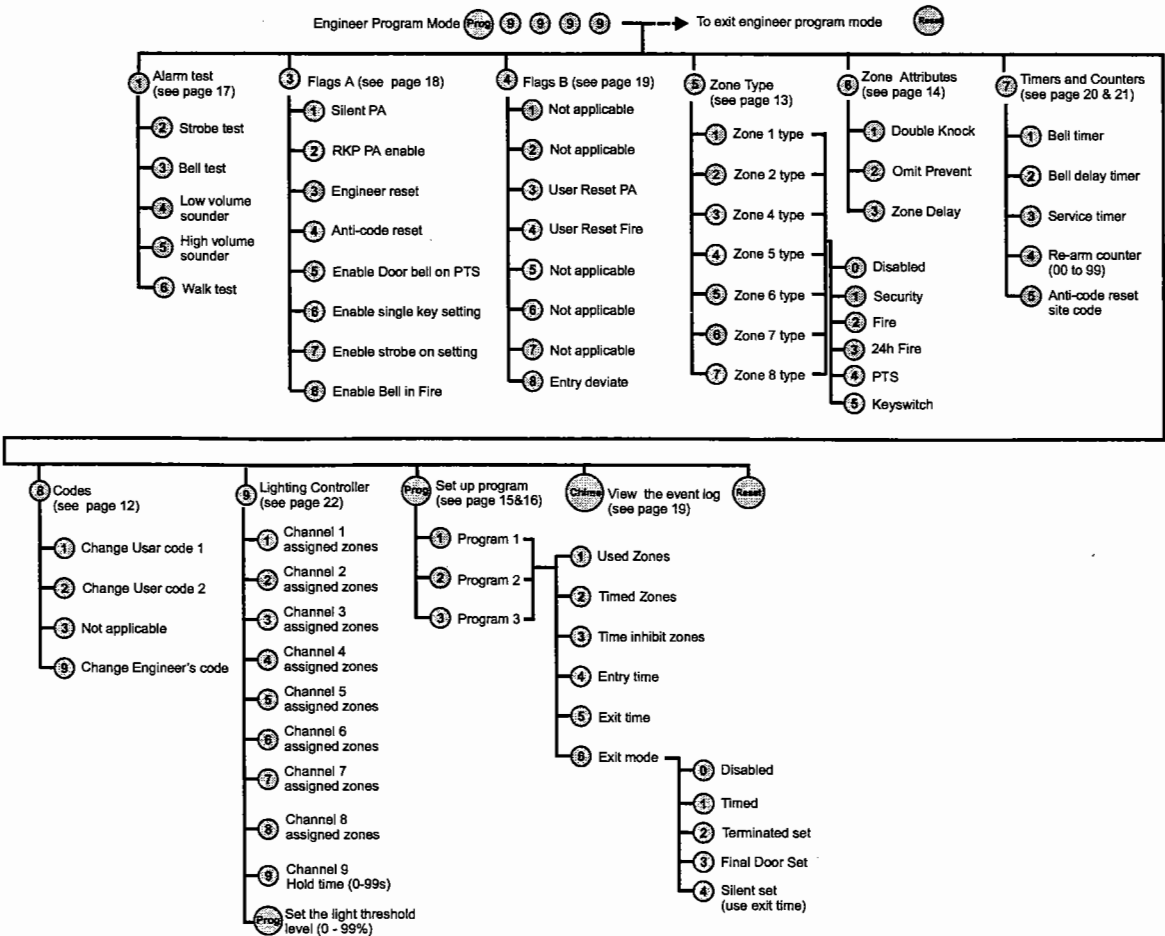 Engineer Program Mode Prog 9 9 9 9 To exit engineer program mode Reset
1 Alarm test
(see page 17)
2 Strobe test
3 Bell test
4 Low volume
sounder
5 High volume
sounder
6 Walk test
3 Flags A (see page 18)
1 Silent PA
2 RKP PA enable
3 Engineer reset
4 Anti-code reset
5 Enable Door bell on PTS
6 Enable single key setting
7 Eneble strobe on setting
8 Enable Bell in Fire
4 Flags B (see page 19)
1 Not applicable
2 Not applicable
3 User Reset PA
4 User Reset Fire
5 Not applicable
6 Not applicable
7 Not applicable
8 Entry deviate
5 Zone Type
(see page 13)
1 Zone 1 type
2 Zone 2 type
3 Zone 4 type
4 Zone 5 type
5 Zone 6 type
6 Zone 7 type
7 Zone 8 type
0 Disabled
1 Security
2 Fire
3 24h Fire
4 PTS
5 Keyswitch
6 Zone Attributes
(see page 14)
1 Double Knock
2 Omit Prevent
3 Zone Delay
7 Timers and Counters
(see page 20 & 21)
1 Bell timer
2 Bell delay timer
3 Service timer
4 Re-arm counter
(00 to 99)
5 Anti-code reset
site code
8 Codes
(see page 12)
1 Change Usar code 1
2 Change User code 2
3 Not applicable
9 Change Engineer's code
9 Lighting Controller
(see page 22)
1 Channel 1
assigned zones
2 Channel 2
assigned zones
3 Channel 3
assigned zones
4 Channel 4
assigned zones
5 Channel 5
assigned zones
6 Channel 6
assigned zones
7 Channel 7
assigned zones
8 Channel 8
assigned zones
9 Channel 9
Hold time (0-99s)
Prog Set the light threshold
level (0 - 99%)
Prog Set up program
(see page 15&16)
1 Program 1
2 Program 2
3 Program 3
1 Used Zones
2 Timed Zones
3 Time inhibit zones
4 Entry time
5 Exit time
6 Exit mode
0 Disabled
1 Timed
2 Terminated set
3 Final Door Set
4 Silent set
(use exit time)
Chime View the event log
(see page 19)
Reset